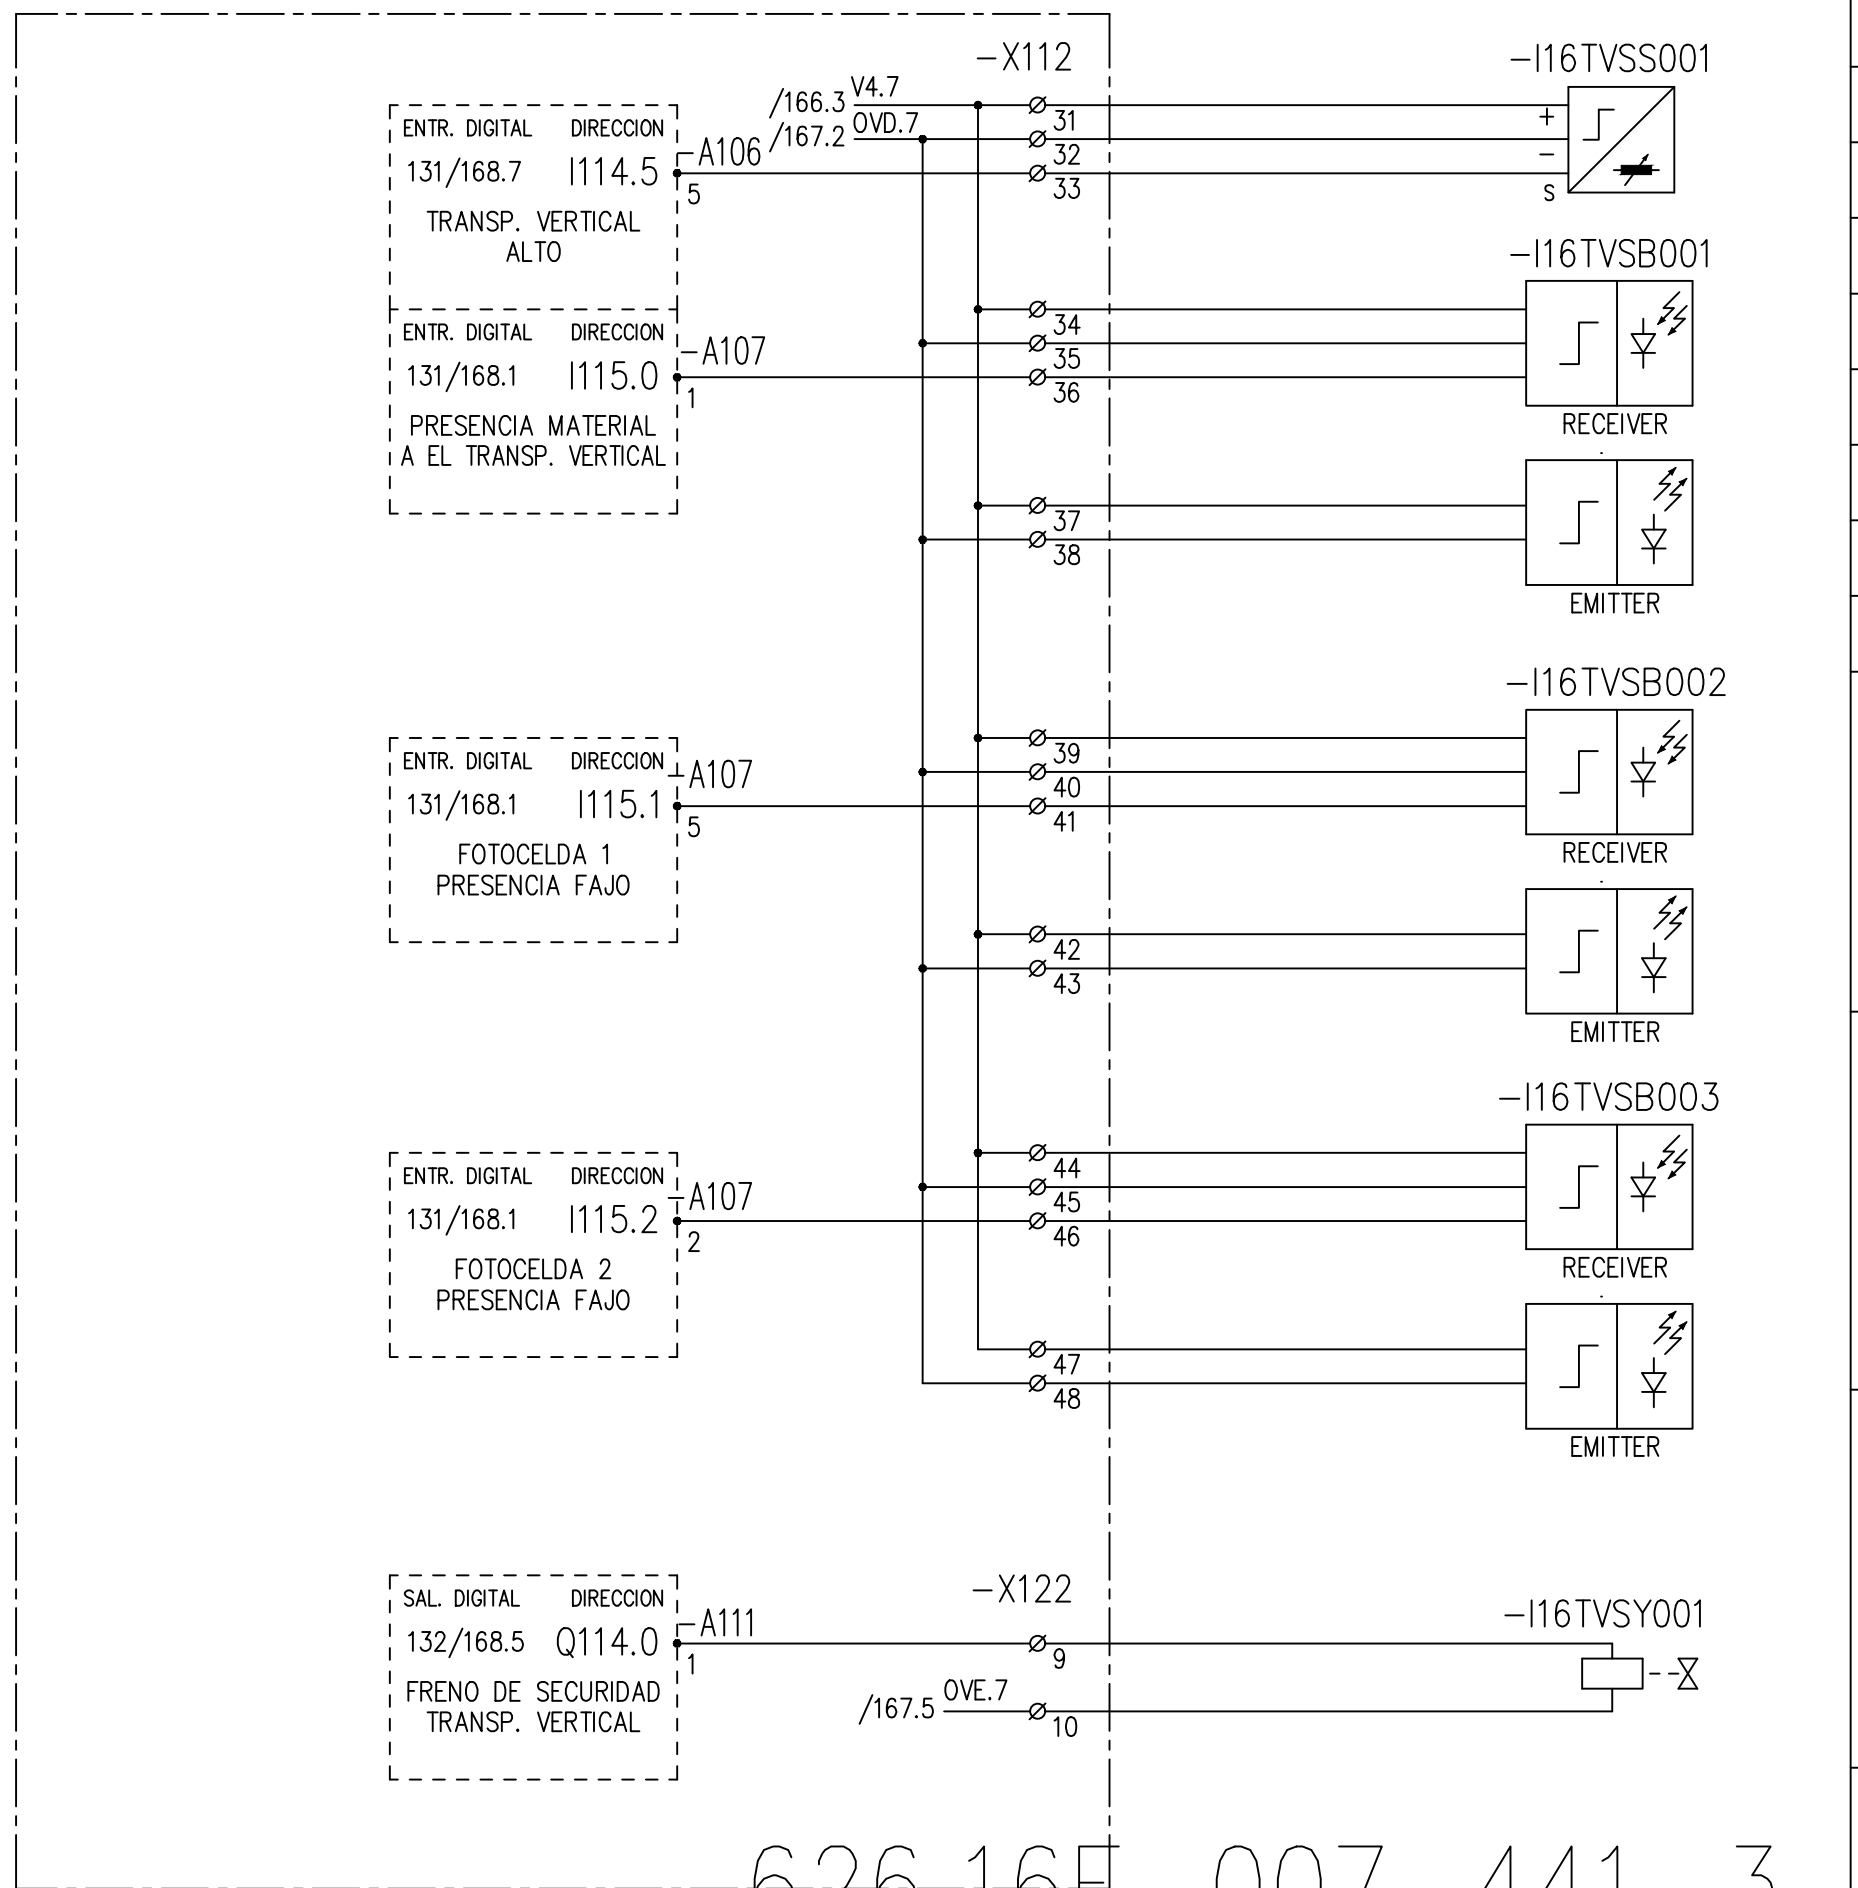 -X112
-I16TVSS001
/166.3 V4.7
31
+
/167.2 0VD.7
32
-
ENTR. DIGITAL DIRECCION
131/168.7 I114.5
-A106
5
33
S
TRANSP. VERTICAL
ALTO
-I16TVSB001
34
ENTR. DIGITAL DIRECCION
131/168.1 I115.0
-A107
1
35
36
PRESENCIA MATERIAL
A EL TRANSP. VERTICAL
RECEIVER
37
38
EMITTER
-I16TVSB002
39
ENTR. DIGITAL DIRECCION
131/168.1 I115.1
-A107
5
40
41
FOTOCELDA 1
PRESENCIA FAJO
RECEIVER
42
43
EMITTER
-I16TVSB003
44
ENTR. DIGITAL DIRECCION
131/168.1 I115.2
-A107
2
45
46
FOTOCELDA 2
PRESENCIA FAJO
RECEIVER
47
48
EMITTER
-X122
-I16TVSY001
SAL. DIGITAL DIRECCION
132/168.5 Q114.0
-A111
1
9
FRENO DE SECURIDAD
TRANSP. VERTICAL
/167.5 0VE.7
10